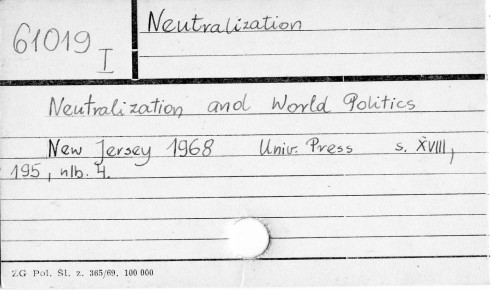 61019 I
Neutralization
Neutralization and World Politics
New Jersey 1968 Univ. Press s. XVIII,
195, nlb. 4.
ZG Pol. Śl. z. 365/69. 100 000